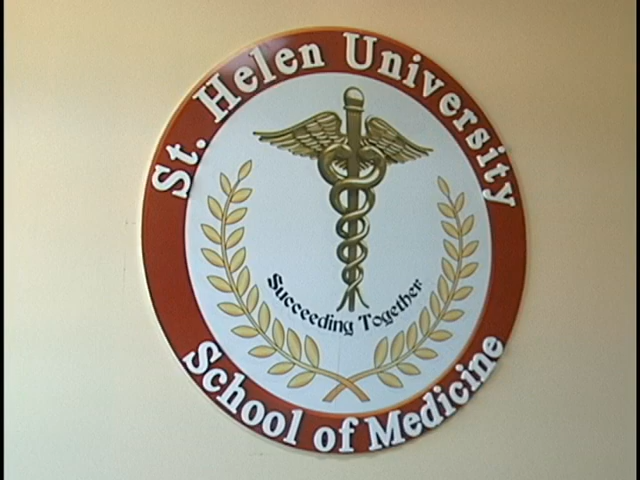 St. Helen University
Succeeding Together
School of Medicine